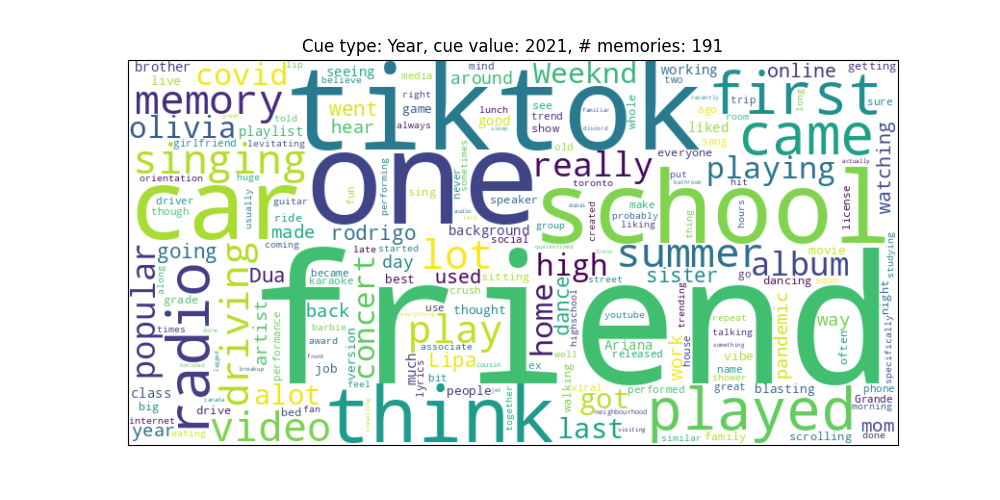 Cue type: Year, cue value: 2021, # memories: 191
brother
covid
lip
tiktok
seeing
mind
media
around
Weeknd
working
two
online
getting
live
believe
first
memory
went
right
game
lunch
good
see
trend
show
whole
recently
ago
trip
long
sure
olivia
playlist
told
green
hear
always
sleep
familiar
discord
liked
room
came
girlfriend
levitating
old
sang
singing
one
sometimes
really
everyone
playing
actually
watching
orientation
huge
performing
never
toronto
put
bathroom
hit
car
driver
though
usually
guitar
fun
sing
speaker
school
dubai
created
make
probably
liking
thing
hours
license
ride
made
rodrigo
audio
background
social
group
coming
going
late
started
day
lot
quarantined
dress
summer
movie
popular
radio
driving
Dua
became
karaoke
concert
best
used
sitting
high
street
sister
go
album
dancing
soon
studying
along
grade
artist
friend
crush
home
dance
highschool
night
times
performance
back
barbie
version
use
thought
youtube
trending
repeat
pandemic
way
often
specifically
play
award
job
associate
Ariana
released
work
house
talking
something
vibe
front
lagged
breakup
feel
much
lyrics
bit
Lipa
cousin
ex
well
walking
name
shower
class
decided
canada
alot
people
together
viral
got
performed
great
blasting
phone
Grande
big
drive
bed
fan
think
neighbourhood
played
morning
internet
year
eating
video
travelling
last
visiting
similar
family
scrolling
mom
done